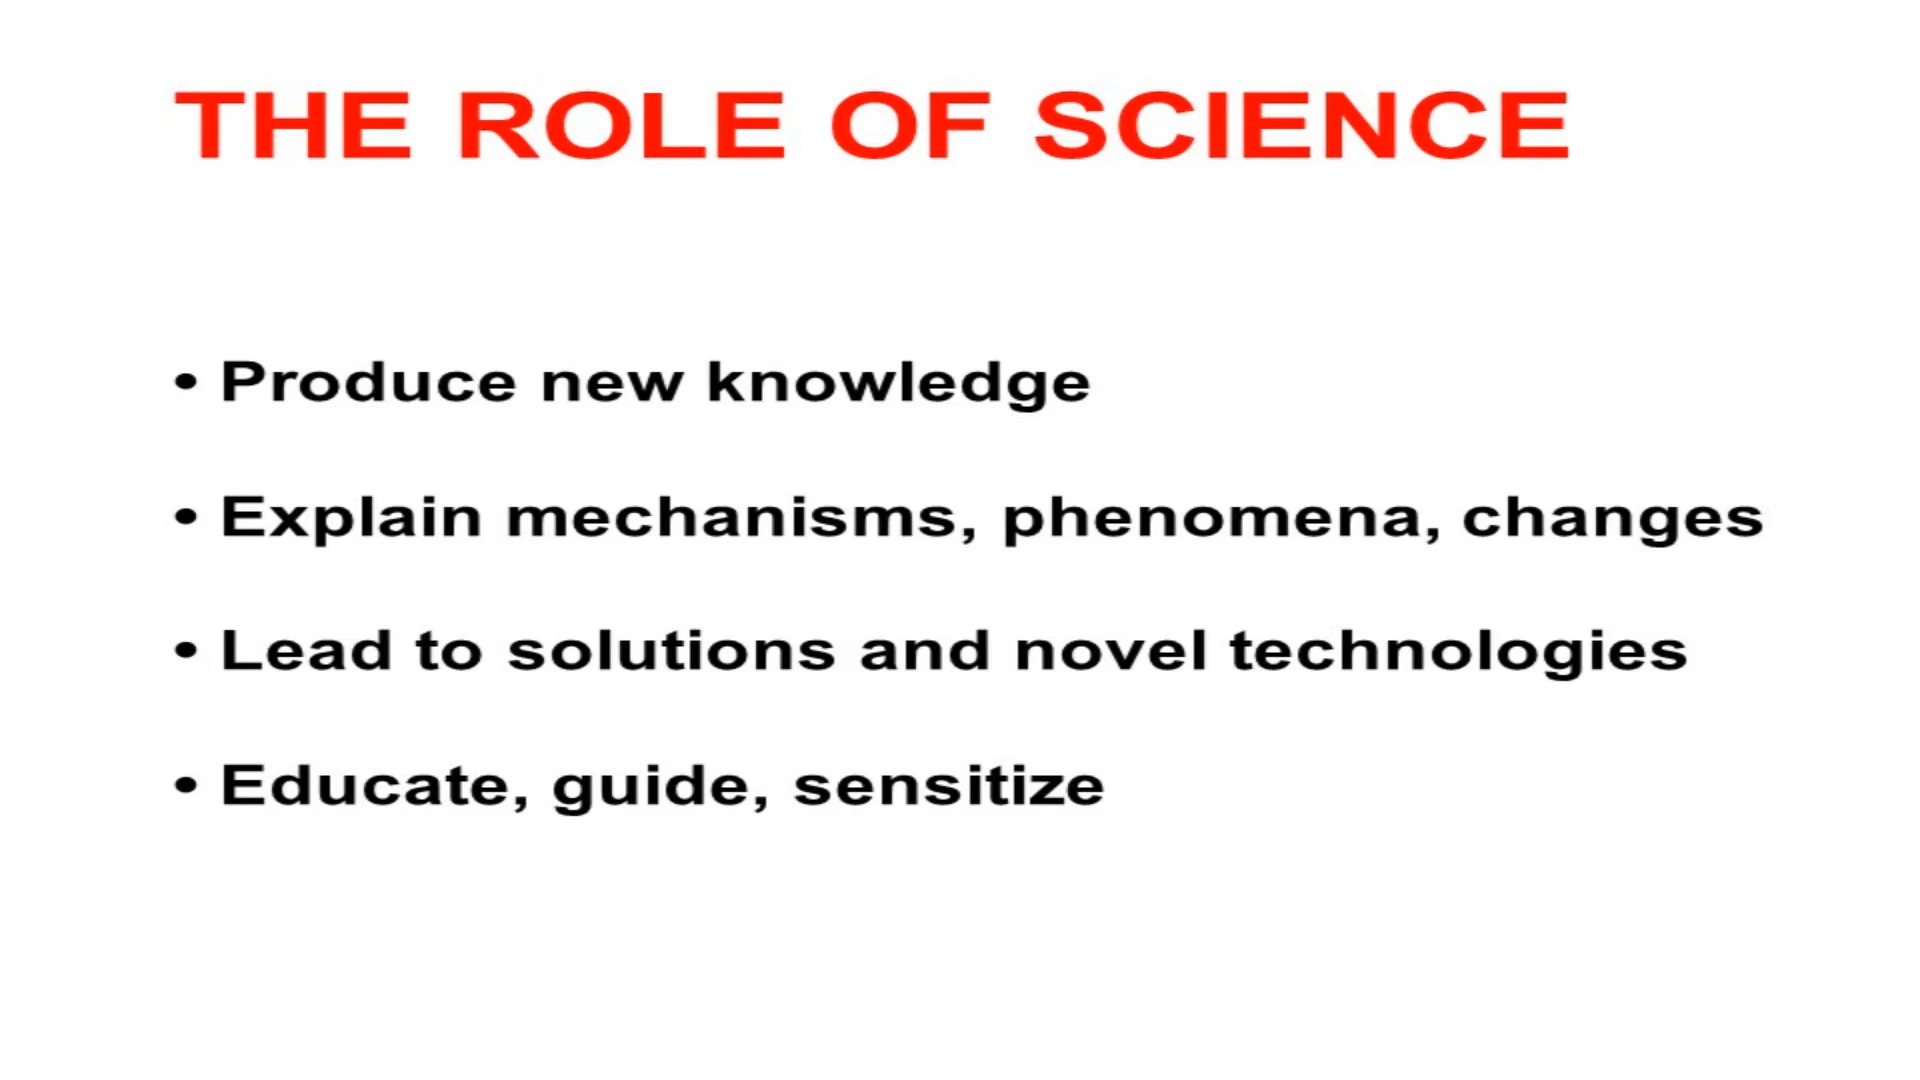 THE ROLE OF SCIENCE
• Produce new knowledge
• Explain mechanisms, phenomena, changes
• Lead to solutions and novel technologies
• Educate, guide, sensitize